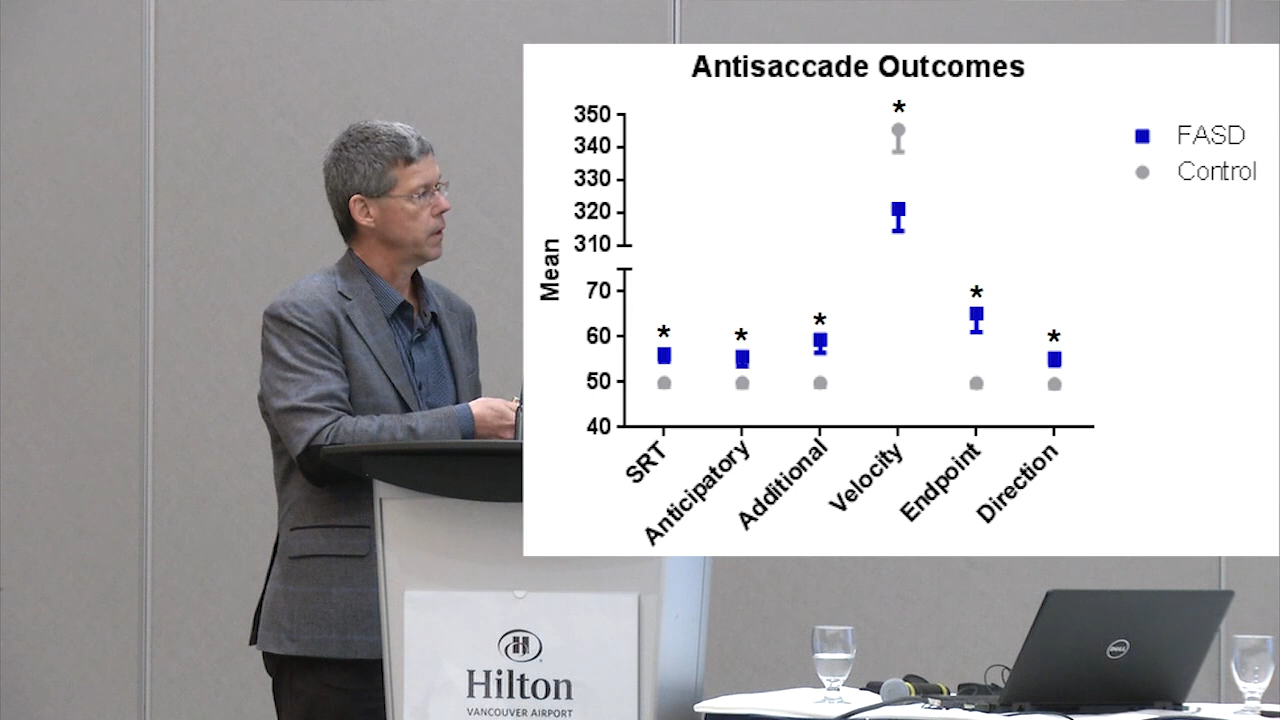 Antisaccade Outcomes
350
340
330
320
310
70
60
50
40
Mean
*
*
*
*
*
*
FASD
Control
SRT
Anticipatory
Additional
Velocity
Endpoint
Direction
H
Hilton
VANCOUVER AIRPORT
DELL